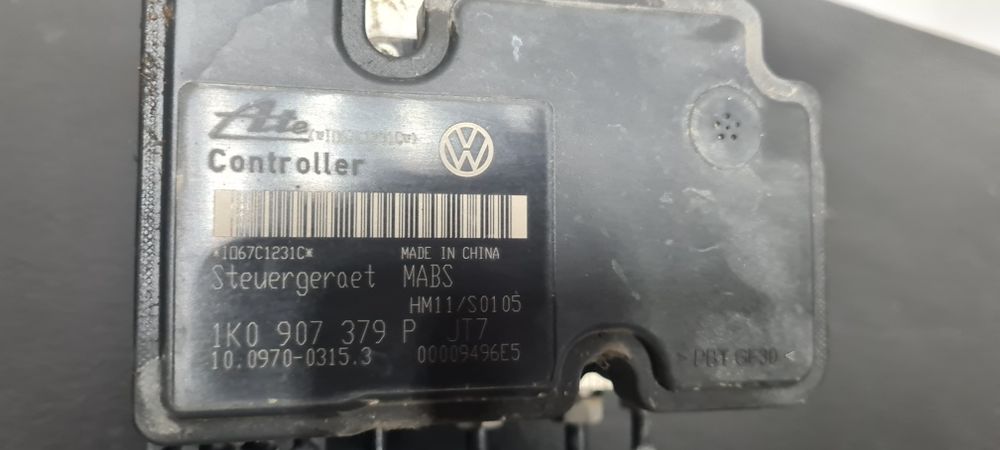 Ate
Controller
*1067C1231C*
MADE IN CHINA
Steuergeraet MABS
HM11/S0105
1K0 907 379 P JT7
10.0970-0315.3 00009496E5
> PBT GF30 <